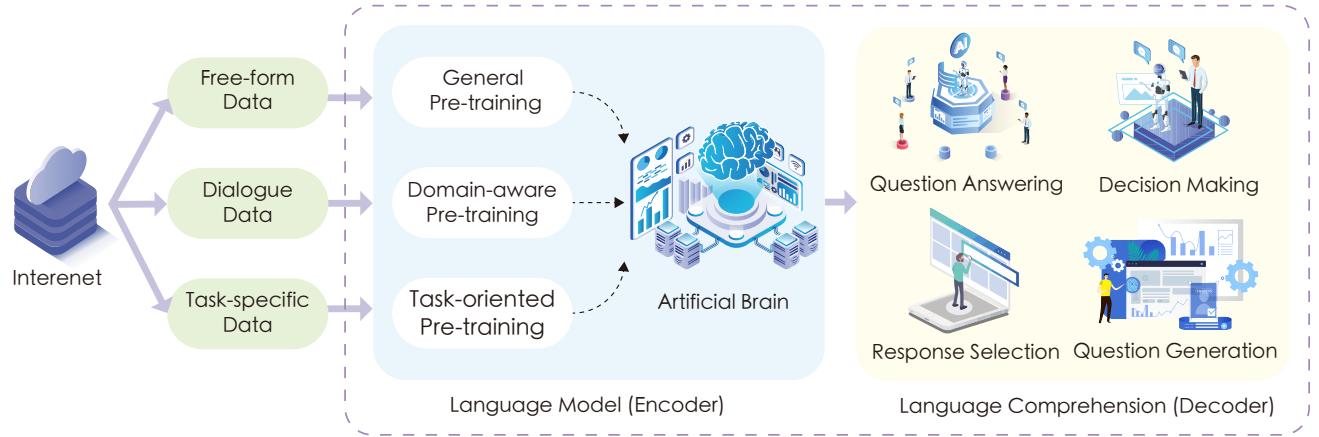 Interenet
Free-form
Data
Dialogue
Data
Task-specific
Data
General
Pre-training
Domain-aware
Pre-training
Task-oriented
Pre-training
Artificial Brain
Language Model (Encoder)
AI
Question Answering
Decision Making
Response Selection
Question Generation
Language Comprehension (Decoder)